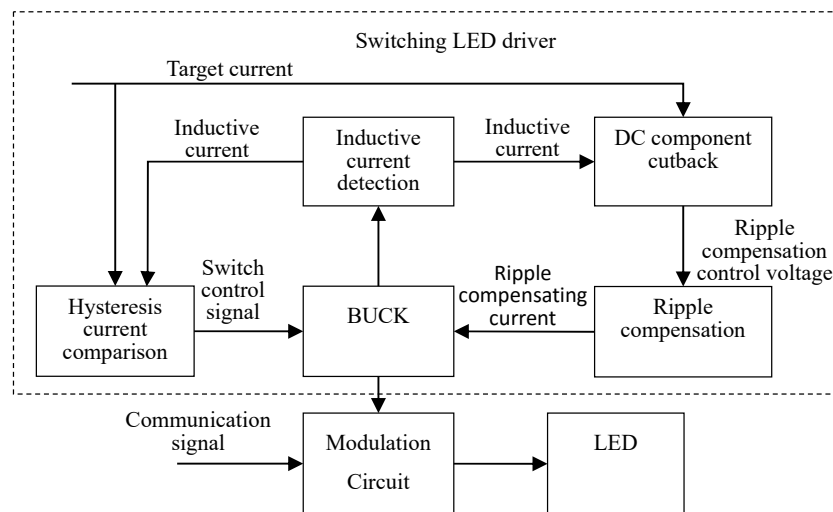 Switching LED driver
Target current
Inductive
current
Inductive
current
detection
Inductive
current
DC component
cutback
Ripple
compensation
control voltage
Hysteresis
current
comparison
Switch
control
signal
BUCK
Ripple
compensating
current
Ripple
compensation
Communication
signal
Modulation
Circuit
LED